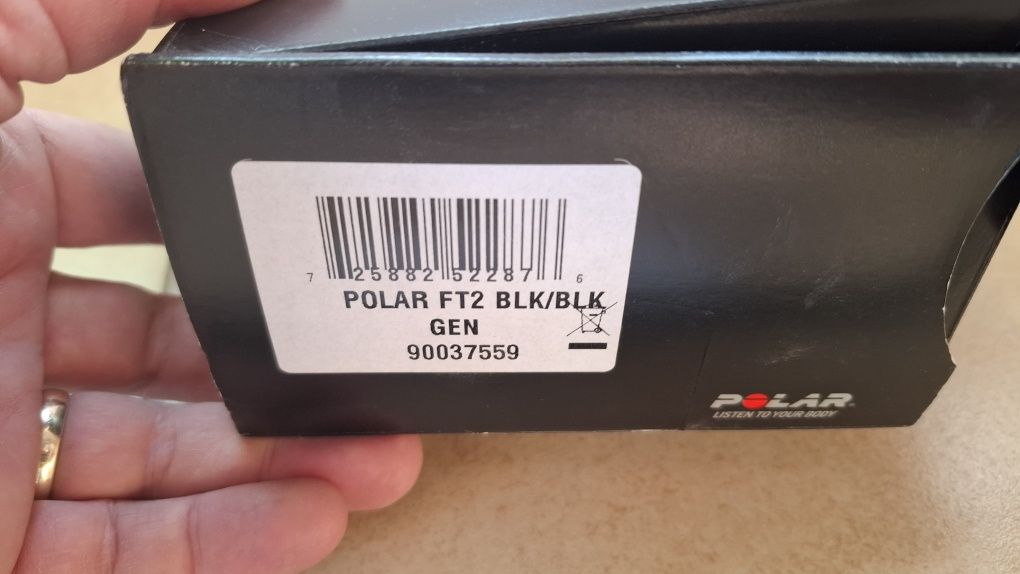 7 25882 52287 6
POLAR FT2 BLK/BLK
GEN
90037559
POLAR
LISTEN TO YOUR BODY